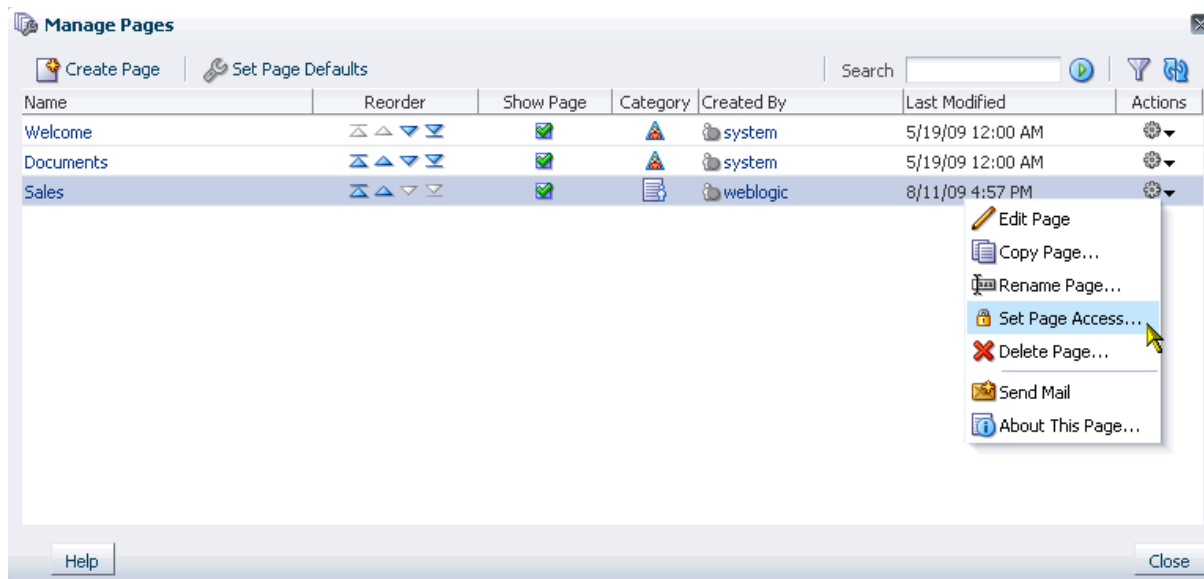 Manage Pages
Create Page Set Page Defaults Search
Name Reorder Show Page Category Created By Last Modified Actions
Welcome system 5/19/09 12:00 AM
Documents system 5/19/09 12:00 AM
Sales weblogic 8/11/09 4:57 PM
Edit Page
Copy Page...
Rename Page...
Set Page Access...
Delete Page...
Send Mail
About This Page...
Help Close